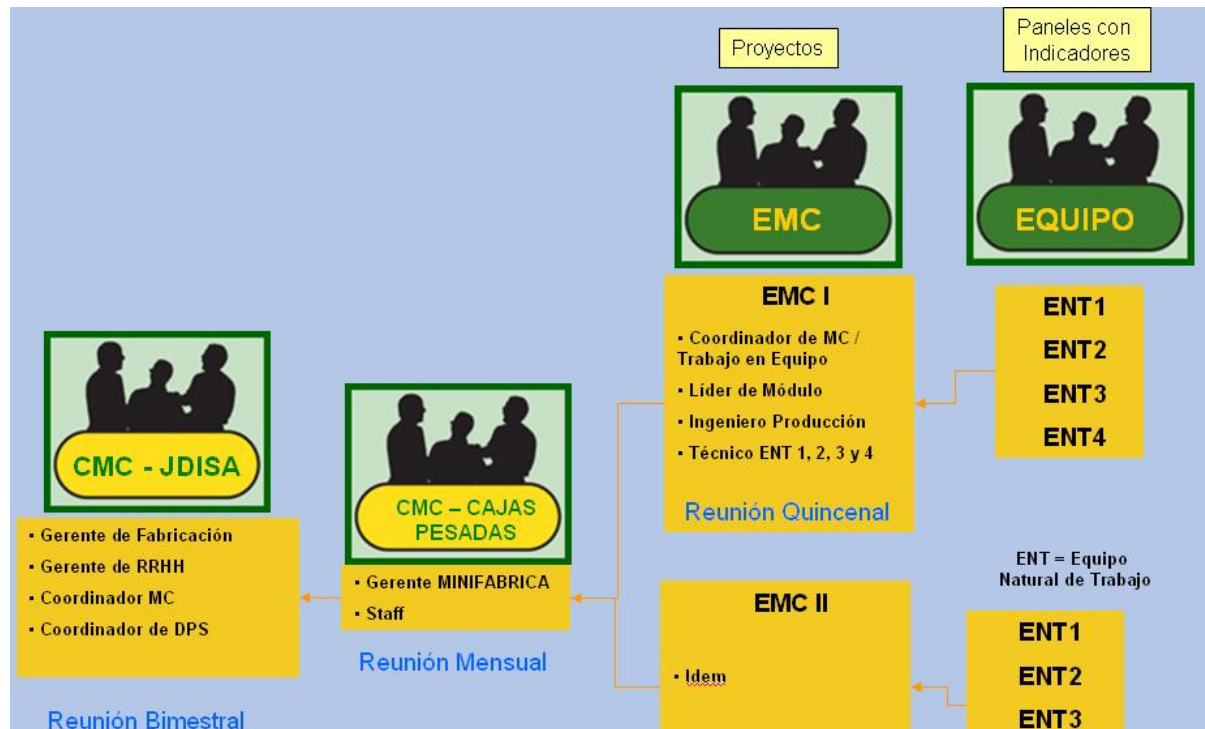 Proyectos
Paneles con
Indicadores
EMC
EQUIPO
EMC I
▪ Coordinador de MC /
Trabajo en Equipo
▪ Líder de Módulo
▪ Ingeniero Producción
▪ Técnico ENT 1, 2, 3 y 4
Reunión Quincenal
ENT1
ENT2
ENT3
ENT4
CMC - JDISA
▪ Gerente de Fabricación
▪ Gerente de RRHH
▪ Coordinador MC
▪ Coordinador de DPS
Reunión Bimestral
CMC – CAJAS
PESADAS
▪ Gerente MINIFABRICA
▪ Staff
Reunión Mensual
EMC II
▪ Idem
ENT = Equipo
Natural de Trabajo
ENT1
ENT2
ENT3